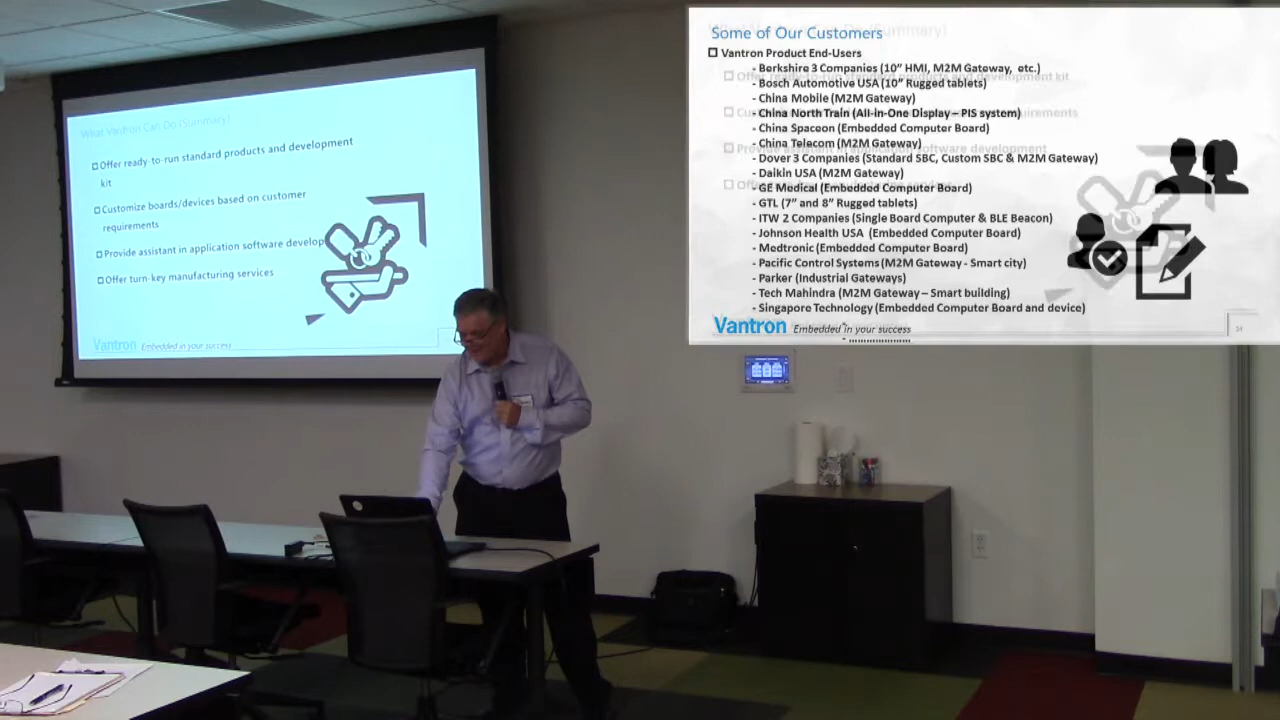 What Vantron Can Do (Summary)
Offer ready-to-run standard products and development
kit
Customize boards/devices based on customer
requirements
Provide assistant in application software develop
Offer turn-key manufacturing services
Vantron Embedded in your success
Some of Our Customers
Vantron Product End-Users
- Berkshire 3 Companies (10” HMI, M2M Gateway, etc.)
- Bosch Automotive USA (10” Rugged tablets)
- China Mobile (M2M Gateway)
- China North Train (All-in-One Display – PIS system)
- China Spaceon (Embedded Computer Board)
- China Telecom (M2M Gateway)
- Dover 3 Companies (Standard SBC, Custom SBC & M2M Gateway)
- Daikin USA (M2M Gateway)
- GE Medical (Embedded Computer Board)
- GTL (7” and 8” Rugged tablets)
- ITW 2 Companies (Single Board Computer & BLE Beacon)
- Johnson Health USA (Embedded Computer Board)
- Medtronic (Embedded Computer Board)
- Pacific Control Systems (M2M Gateway - Smart city)
- Parker (Industrial Gateways)
- Tech Mahindra (M2M Gateway – Smart building)
- Singapore Technology (Embedded Computer Board and device)
- .....................
Vantron Embedded in your success